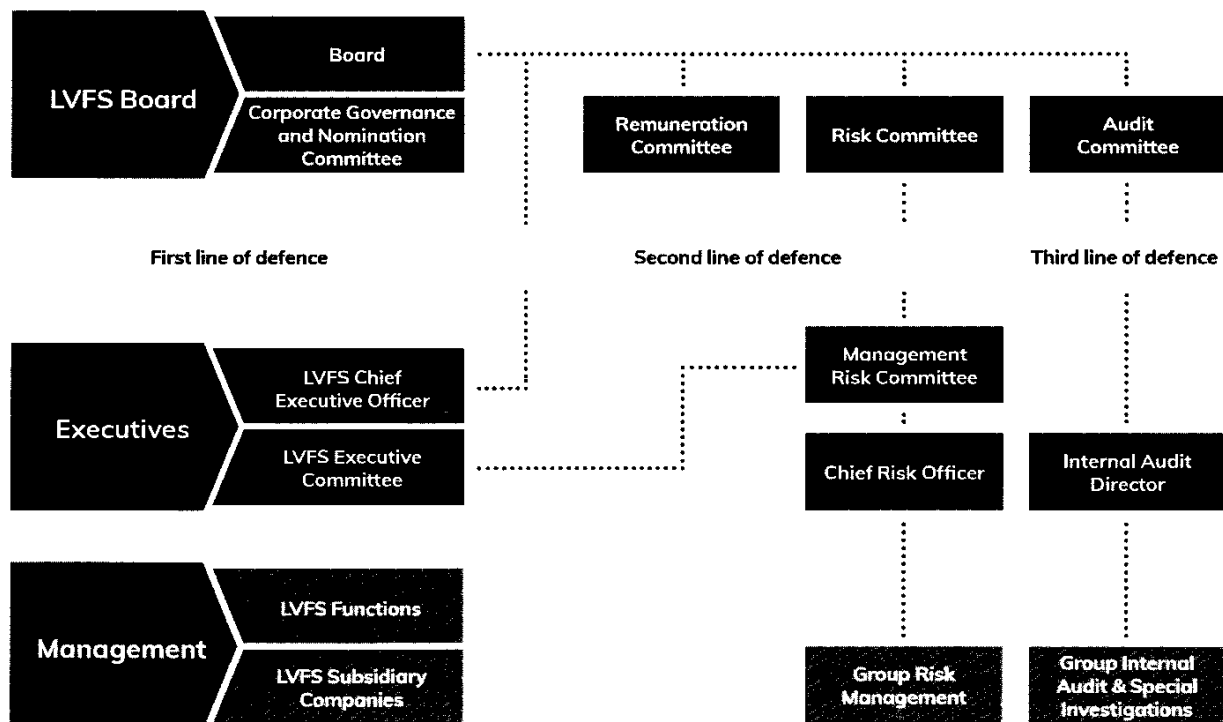 LVFS Board
Board
Corporate Governance
and Nomination
Committee
Remuneration
Committee
Risk Committee
Audit
Committee
First line of defence
Second line of defence
Third line of defence
Executives
LVFS Chief
Executive Officer
LVFS Executive
Committee
Management
Risk Committee
Chief Risk Officer
Internal Audit
Director
Management
LVFS Functions
LVFS Subsidiary
Companies
Group Risk
Management
Group Internal
Audit & Special
Investigations